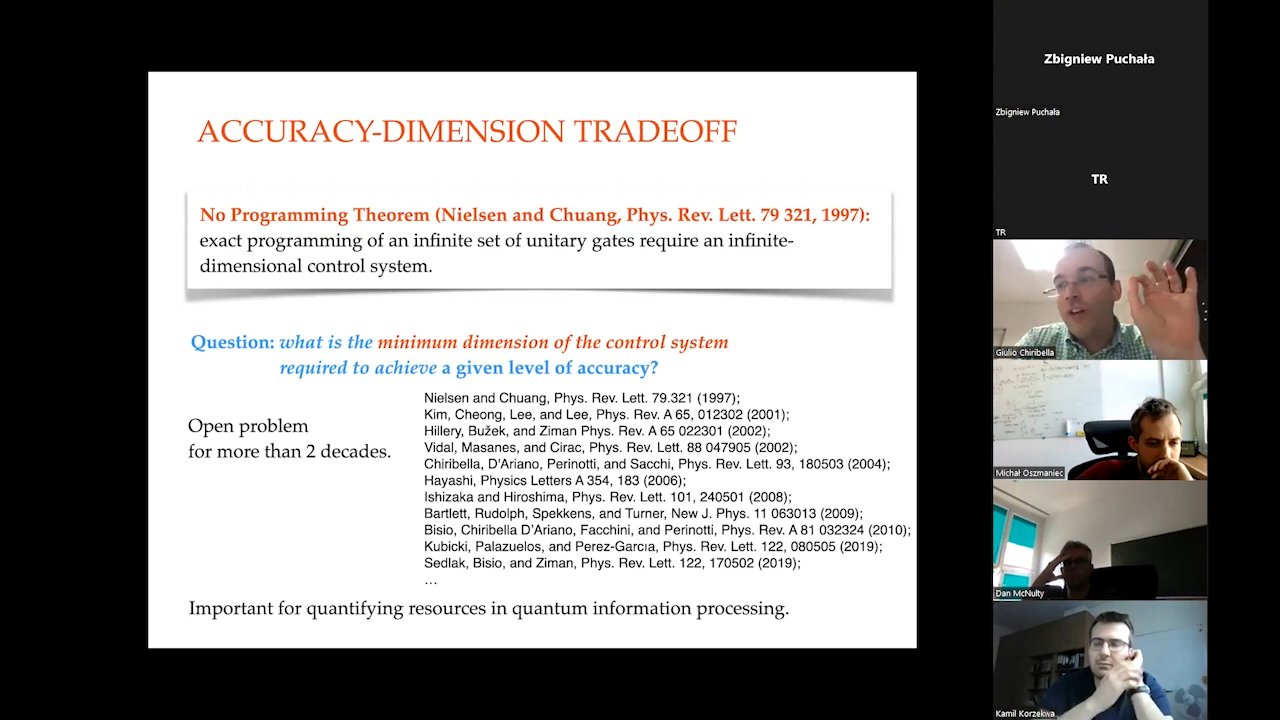 ACCURACY-DIMENSION TRADEOFF
No Programming Theorem (Nielsen and Chuang, Phys. Rev. Lett. 79 321, 1997):
exact programming of an infinite set of unitary gates require an infinite-
dimensional control system.
Question: what is the minimum dimension of the control system
required to achieve a given level of accuracy?
Open problem
for more than 2 decades.
Nielsen and Chuang, Phys. Rev. Lett. 79.321 (1997);
Kim, Cheong, Lee, and Lee, Phys. Rev. A 65, 012302 (2001);
Hillery, Bužek, and Ziman Phys. Rev. A 65 022301 (2002);
Vidal, Masanes, and Cirac, Phys. Rev. Lett. 88 047905 (2002);
Chiribella, D'Ariano, Perinotti, and Sacchi, Phys. Rev. Lett. 93, 180503 (2004);
Hayashi, Physics Letters A 354, 183 (2006);
Ishizaka and Hiroshima, Phys. Rev. Lett. 101, 240501 (2008);
Bartlett, Rudolph, Spekkens, and Turner, New J. Phys. 11 063013 (2009);
Bisio, Chiribella D'Ariano, Facchini, and Perinotti, Phys. Rev. A 81 032324 (2010);
Kubicki, Palazuelos, and Perez-Garcıa, Phys. Rev. Lett. 122, 080505 (2019);
Sedlak, Bisio, and Ziman, Phys. Rev. Lett. 122, 170502 (2019);
…
Important for quantifying resources in quantum information processing.
Zbigniew Puchała
Zbigniew Puchała
TR
TR
Giulio Chiribella
Michał Oszmaniec
Dan McNulty
Kamil Korzekwa